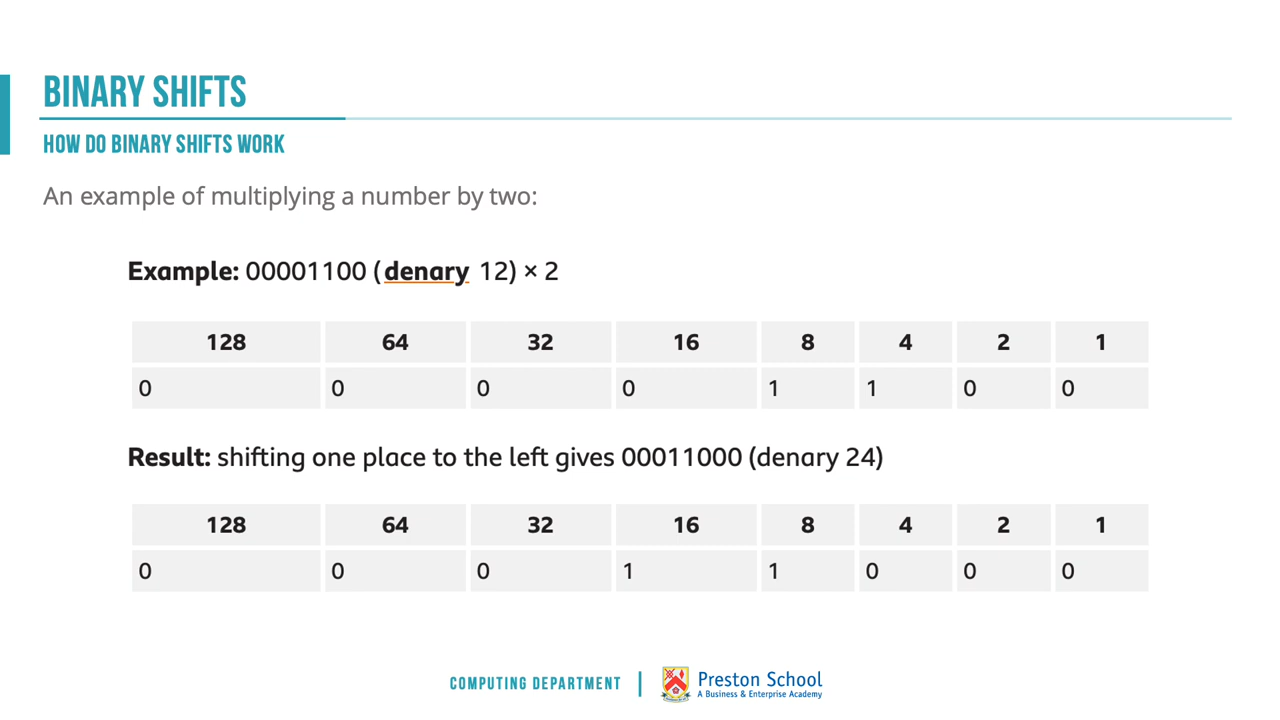 BINARY SHIFTS
HOW DO BINARY SHIFTS WORK
An example of multiplying a number by two:
Example: 00001100 (denary 12) × 2
128 64 32 16 8 4 2 1
0 0 0 0 1 1 0 0
Result: shifting one place to the left gives 00011000 (denary 24)
128 64 32 16 8 4 2 1
0 0 0 1 1 0 0 0
COMPUTING DEPARTMENT | Preston School
A Business & Enterprise Academy